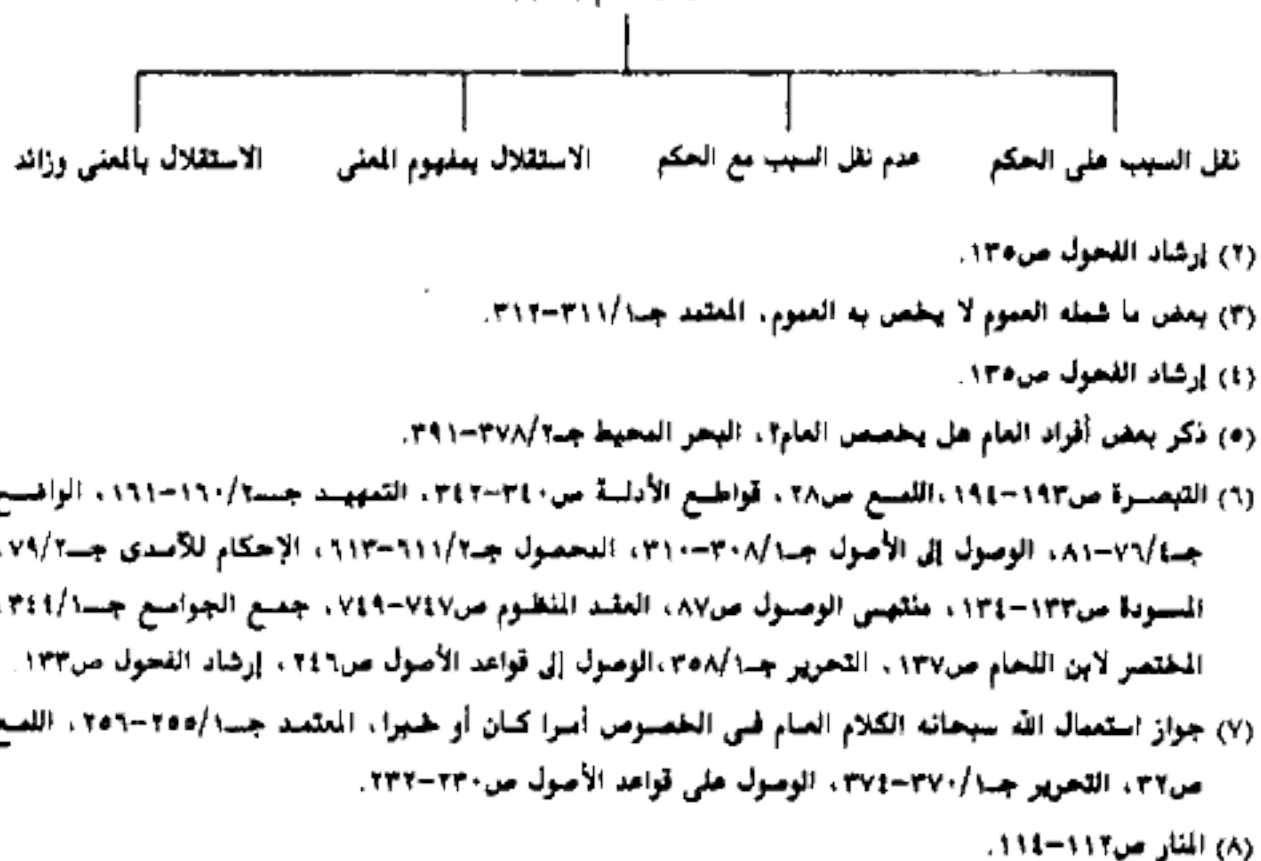 نقل السبب على الحكم عدم نقل السبب مع الحكم الاستقلال بمفهوم المعنى الاستقلال بالمعنى وزائد
(٢) إرشاد الفحول ص١٣٥.
(٣) بعض ما شمله العموم لا يخص به العموم، المعتمد جـ١/٣١١-٣١٢.
(٤) إرشاد الفحول ص١٣٥.
(٥) ذكر بعض أفراد العام هل يخصص العام؟، البحر المحيط جـ٢/٣٧٨-٣٩١.
(٦) التبصرة ص١٩٣-١٩٤، اللمع ص٢٨، قواطع الأدلة ص٣٤٠-٣٤٢، التمهيد جـ٢/١٦٠-١٦١، الواضح
جـ٤/٧٦-٨١، الوصول إلى الأصول جـ١/٣٠٨-٣١٠، المحصول جـ٢/٦١١-٦١٣، الإحكام للآمدى جـ٢/٧٩،
المسودة ص١٣٣-١٣٤، منتهى الوصول ص٨٧، العقد المنظوم ص٧٤٧-٧٤٩، جمع الجوامع جـ١/٣٤٤،
المختصر لابن اللحام ص١٣٧، التحرير جـ١/٣٥٨، الوصول إلى قواعد الأصول ص٢٤٦، إرشاد الفحول ص١٣٣.
(٧) جواز استعمال الله سبحانه الكلام العام فى الخصوص أمرا كان أو خبرا، المعتمد جـ١/٢٥٥-٢٥٦، اللمع
ص٣٢، التحرير جـ١/٣٧٠-٣٧٤، الوصول على قواعد الأصول ص٢٣٠-٢٣٢.
(٨) المنار ص١١٢-١١٤.